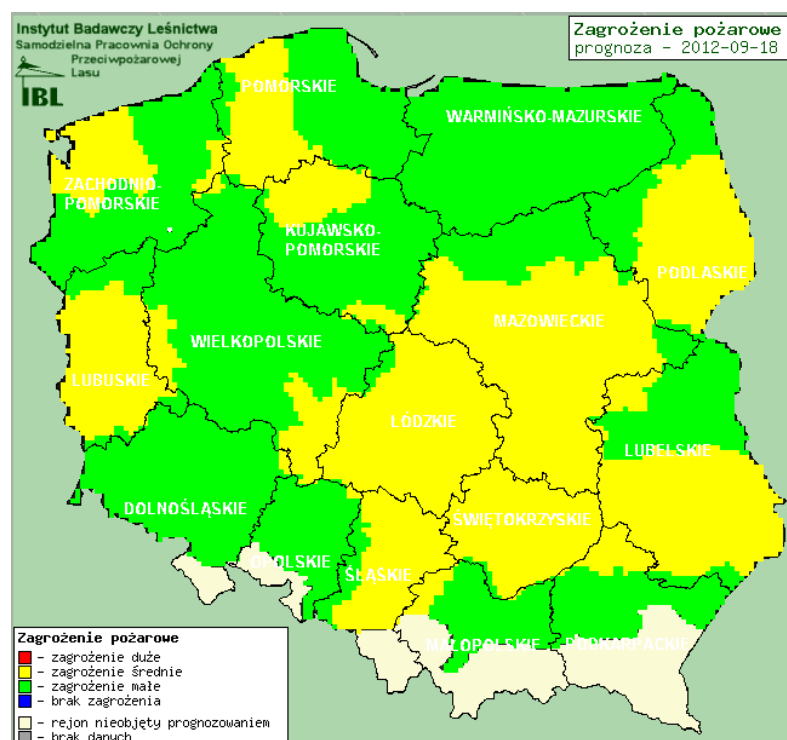 Instytut Badawczy Leśnictwa
Samodzielna Pracownia Ochrony
Przeciwpożarowej
Lasu
IBL
Zagrożenie pożarowe
prognoza - 2012-09-18
POMORSKIE
WARMIŃSKO-MAZURSKIE
ZACHODNIO-
POMORSKIE
KUJAWSKO-
POMORSKIE
PODLASKIE
MAZOWIECKIE
WIELKOPOLSKIE
LUBUSKIE
ŁÓDZKIE
LUBELSKIE
DOLNOŚLĄSKIE
ŚWIĘTOKRZYSKIE
OPOLSKIE
ŚLĄSKIE
MAŁOPOLSKIE
PODKARPACKIE
Zagrożenie pożarowe
- zagrożenie duże
- zagrożenie średnie
- zagrożenie małe
- brak zagrożenia
- rejon nieobjęty prognozowaniem
- brak danych